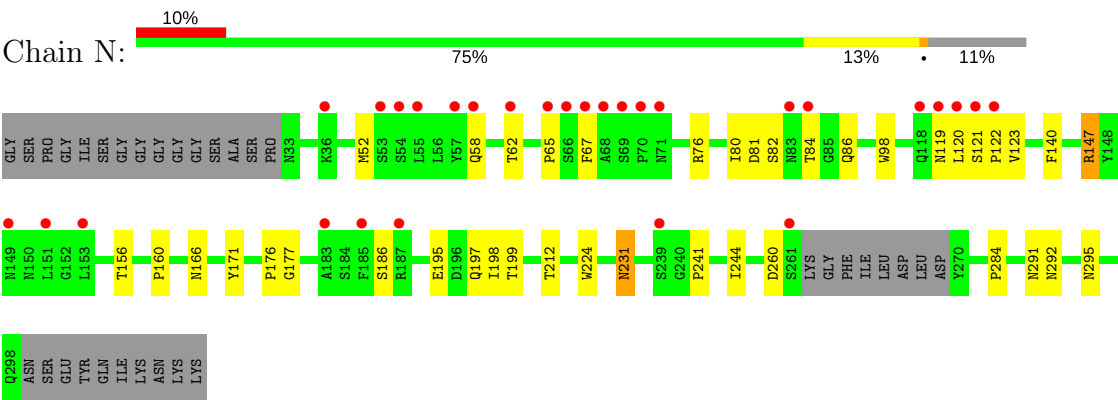 10%
Chain N:
75% 13% • 11%
GLY SER PRO GLY ILE SER GLY GLY GLY GLY GLY SER ALA SER PRO N33 K36 M52 S53 S54 L55 L56 Y57 Q58 T62 P65 S66 F67 A68 S69 P70 N71 R76 I80 D81 S82 N83 T84 G85 Q86 W98 Q118 N119 L120 S121 P122 V123 F140 R147 Y148
N149 N150 L151 G152 L153 T156 P160 N166 Y171 P176 G177 A183 S184 F185 S186 R187 E195 D196 Q197 I198 T199 T212 W224 N231 S239 G240 P241 I244 D260 S261 LYS GLY PHE ILE LEU ASP LEU ASP Y270 P284 N291 N292 N295
Q298 ASN SER GLU TYR GLN ILE LYS ASN LYS LYS